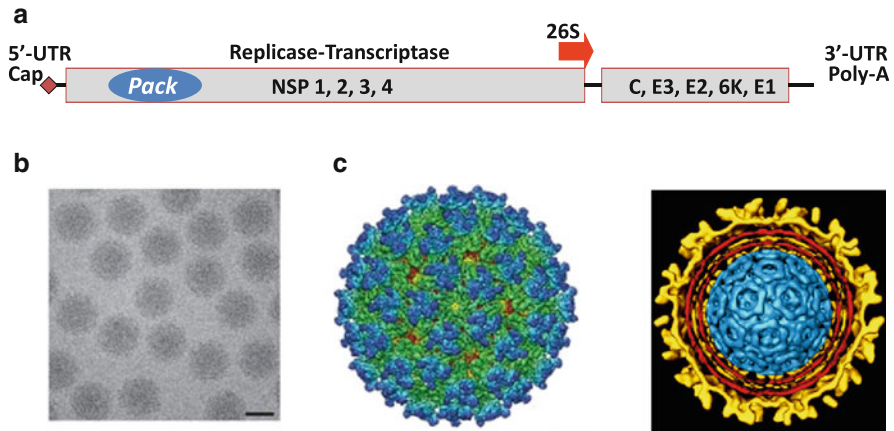 a
26S
5’-UTR Replicase-Transcriptase 3’-UTR
Cap Poly-A
Pack NSP 1, 2, 3, 4 C, E3, E2, 6K, E1
b c